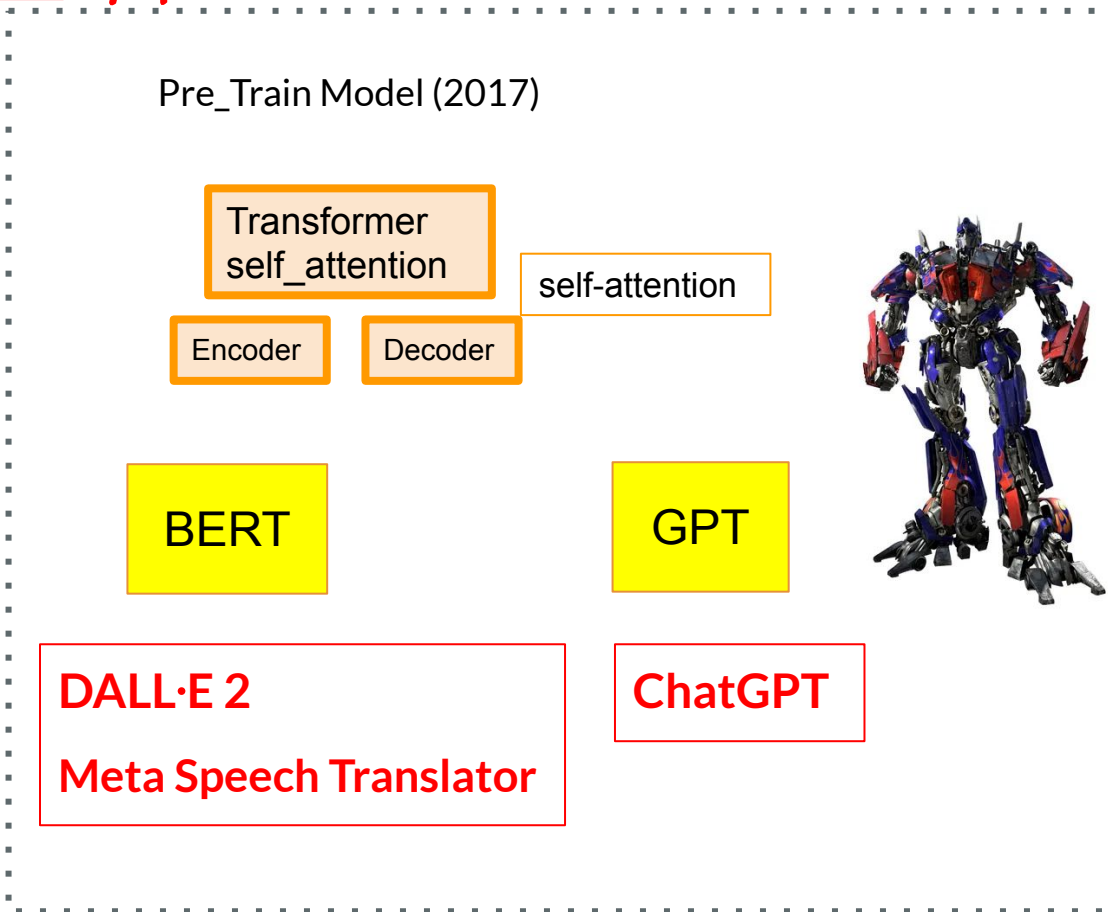 Pre_Train Model (2017)
Transformer
self_attention
self-attention
Encoder
Decoder
BERT
GPT
DALL·E 2
Meta Speech Translator
ChatGPT